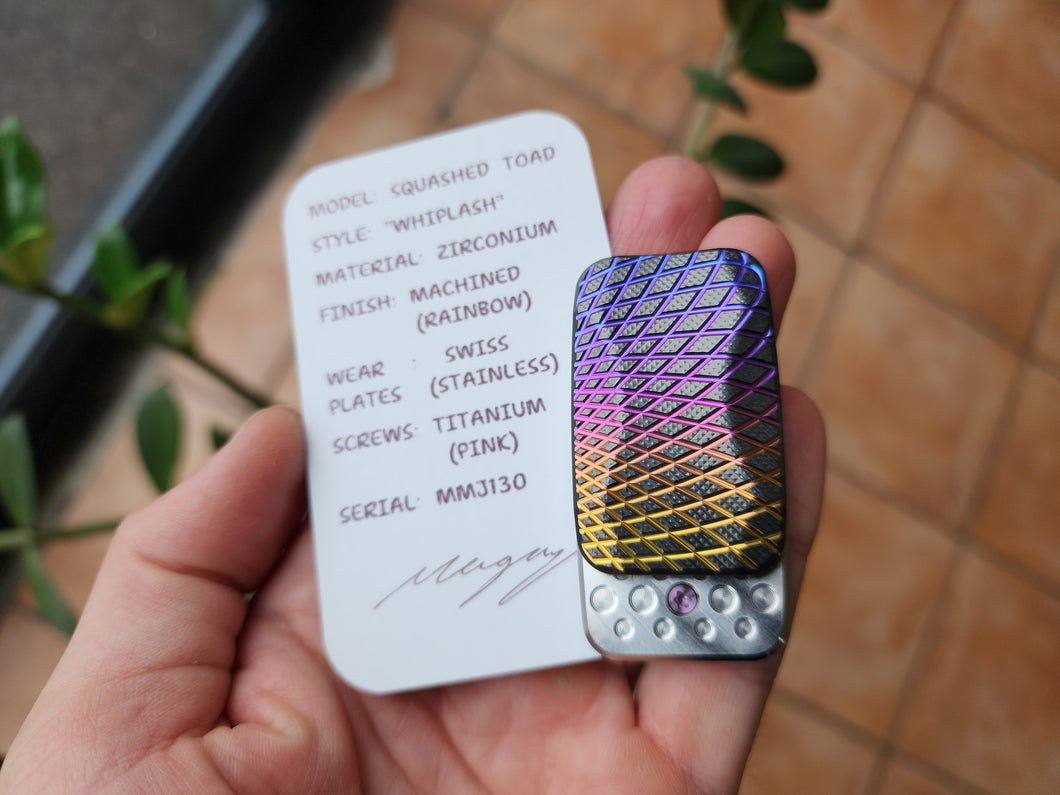 MODEL: SQUASHED TOAD
STYLE: "WHIPLASH"
MATERIAL: ZIRCONIUM
FINISH: MACHINED
(RAINBOW)
WEAR : SWISS
PLATES (STAINLESS)
SCREWS: TITANIUM
(PINK)
SERIAL: MMJ130